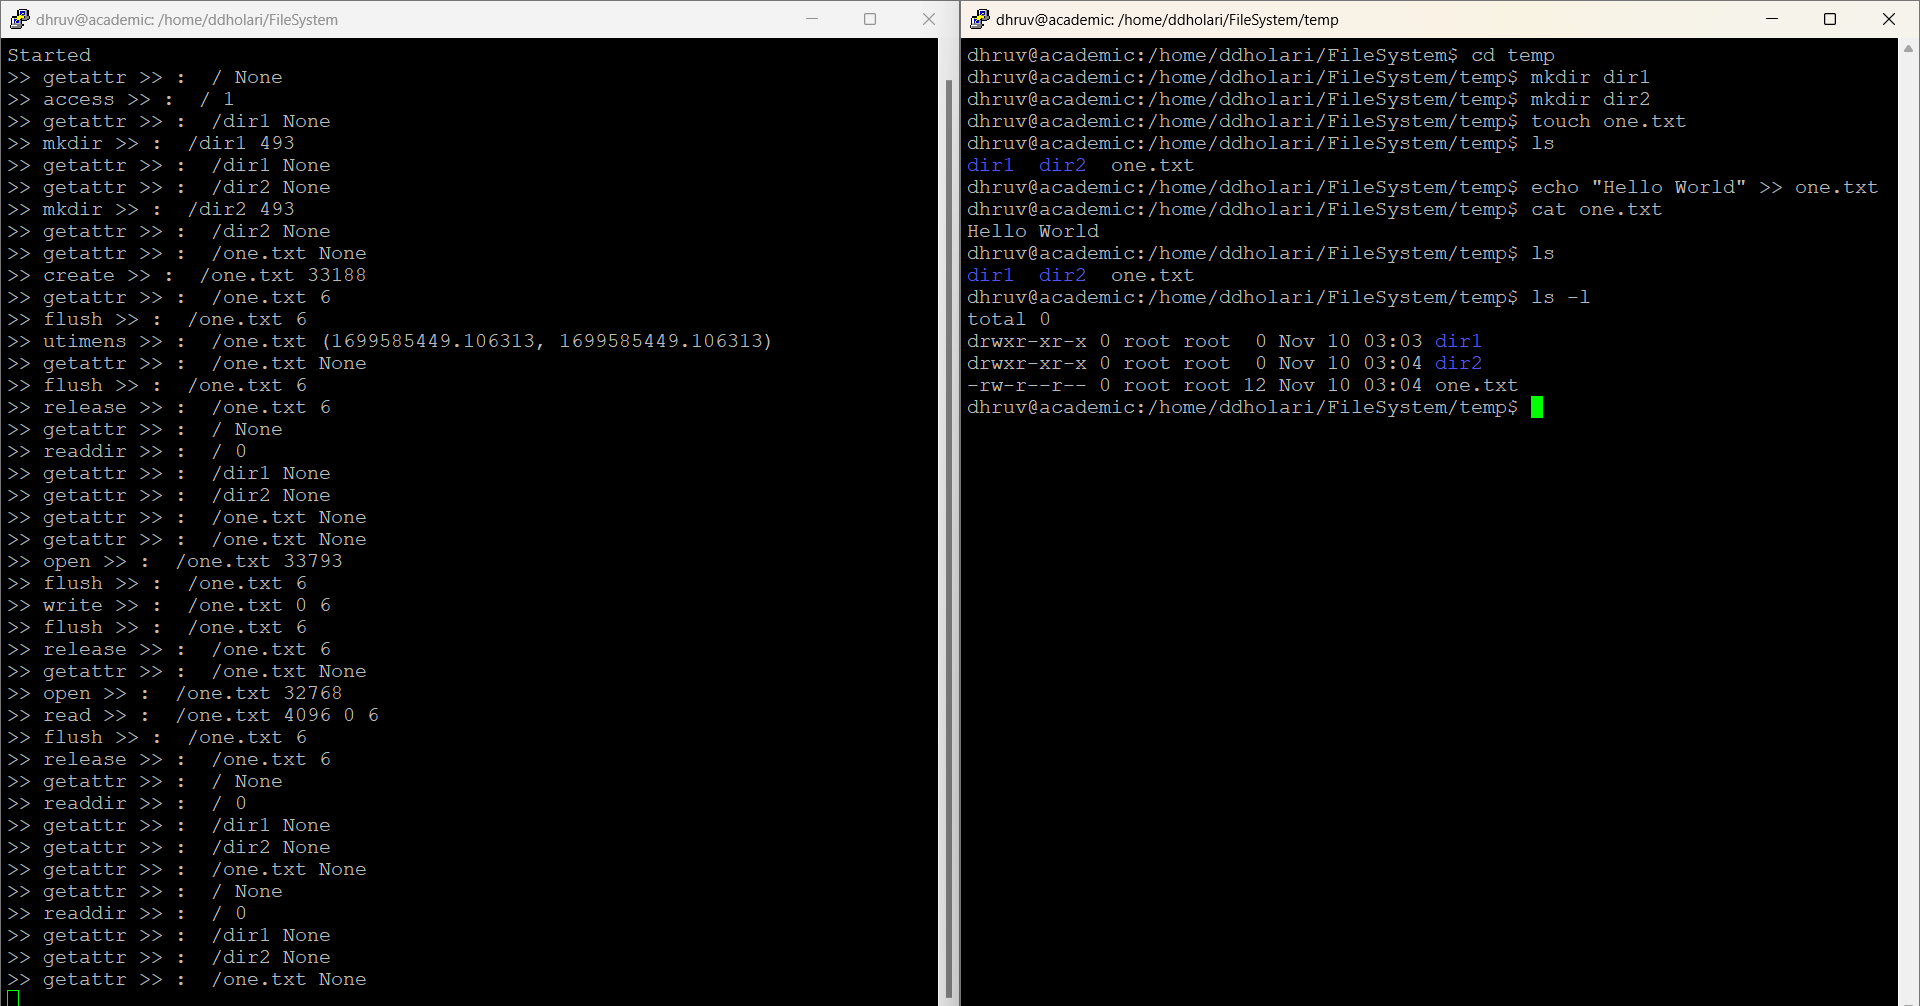 dhruv@academic: /home/ddholari/FileSystem
Started
>> getattr >> :  / None
>> access >> :  / 1
>> getattr >> :  /dir1 None
>> mkdir >> :  /dir1 493
>> getattr >> :  /dir1 None
>> getattr >> :  /dir2 None
>> mkdir >> :  /dir2 493
>> getattr >> :  /dir2 None
>> getattr >> :  /one.txt None
>> create >> :  /one.txt 33188
>> getattr >> :  /one.txt 6
>> flush >> :  /one.txt 6
>> utimens >> :  /one.txt (1699585449.106313, 1699585449.106313)
>> getattr >> :  /one.txt None
>> flush >> :  /one.txt 6
>> release >> :  /one.txt 6
>> getattr >> :  / None
>> readdir >> :  / 0
>> getattr >> :  /dir1 None
>> getattr >> :  /dir2 None
>> getattr >> :  /one.txt None
>> getattr >> :  /one.txt None
>> open >> :  /one.txt 33793
>> flush >> :  /one.txt 6
>> write >> :  /one.txt 0 6
>> flush >> :  /one.txt 6
>> release >> :  /one.txt 6
>> getattr >> :  /one.txt None
>> open >> :  /one.txt 32768
>> read >> :  /one.txt 4096 0 6
>> flush >> :  /one.txt 6
>> release >> :  /one.txt 6
>> getattr >> :  / None
>> readdir >> :  / 0
>> getattr >> :  /dir1 None
>> getattr >> :  /dir2 None
>> getattr >> :  /one.txt None
>> getattr >> :  / None
>> readdir >> :  / 0
>> getattr >> :  /dir1 None
>> getattr >> :  /dir2 None
>> getattr >> :  /one.txt None
dhruv@academic: /home/ddholari/FileSystem/temp
dhruv@academic:/home/ddholari/FileSystem$ cd temp
dhruv@academic:/home/ddholari/FileSystem/temp$ mkdir dir1
dhruv@academic:/home/ddholari/FileSystem/temp$ mkdir dir2
dhruv@academic:/home/ddholari/FileSystem/temp$ touch one.txt
dhruv@academic:/home/ddholari/FileSystem/temp$ ls
dir1  dir2  one.txt
dhruv@academic:/home/ddholari/FileSystem/temp$ echo "Hello World" >> one.txt
dhruv@academic:/home/ddholari/FileSystem/temp$ cat one.txt
Hello World
dhruv@academic:/home/ddholari/FileSystem/temp$ ls
dir1  dir2  one.txt
dhruv@academic:/home/ddholari/FileSystem/temp$ ls -l
total 0
drwxr-xr-x 0 root root  0 Nov 10 03:03 dir1
drwxr-xr-x 0 root root  0 Nov 10 03:04 dir2
-rw-r--r-- 0 root root 12 Nov 10 03:04 one.txt
dhruv@academic:/home/ddholari/FileSystem/temp$